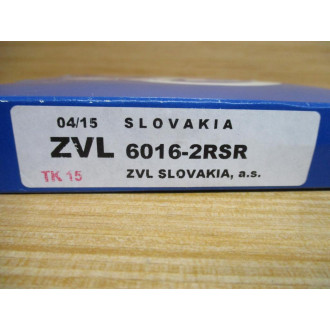 04/15 SLOVAKIA
ZVL 6016-2RSR
TK 15 ZVL SLOVAKIA, a.s.